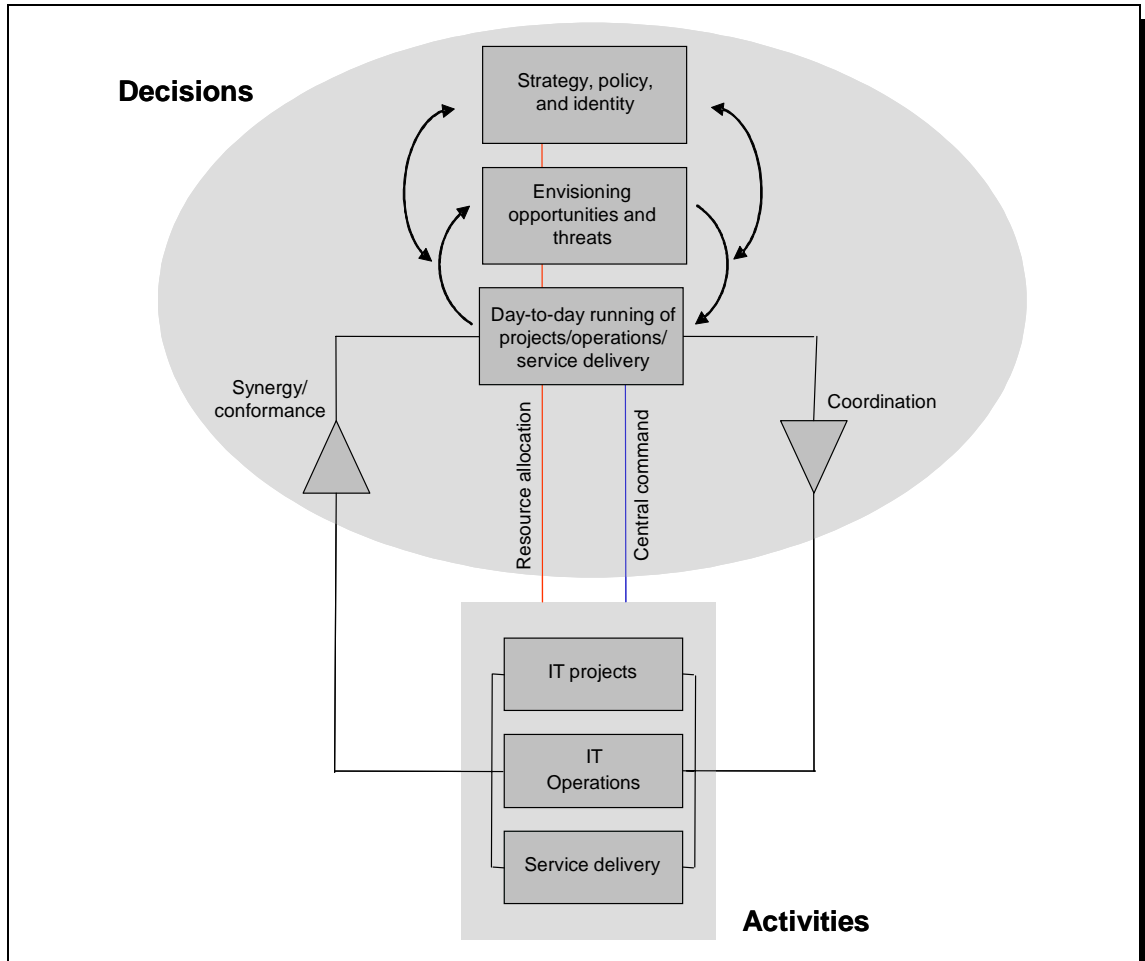 Decisions
Strategy, policy,
and identity
Envisioning
opportunities and
threats
Day-to-day running of
projects/operations/
service delivery
Synergy/
conformance
Coordination
Resource allocation
Central command
IT projects
IT
Operations
Service delivery
Activities